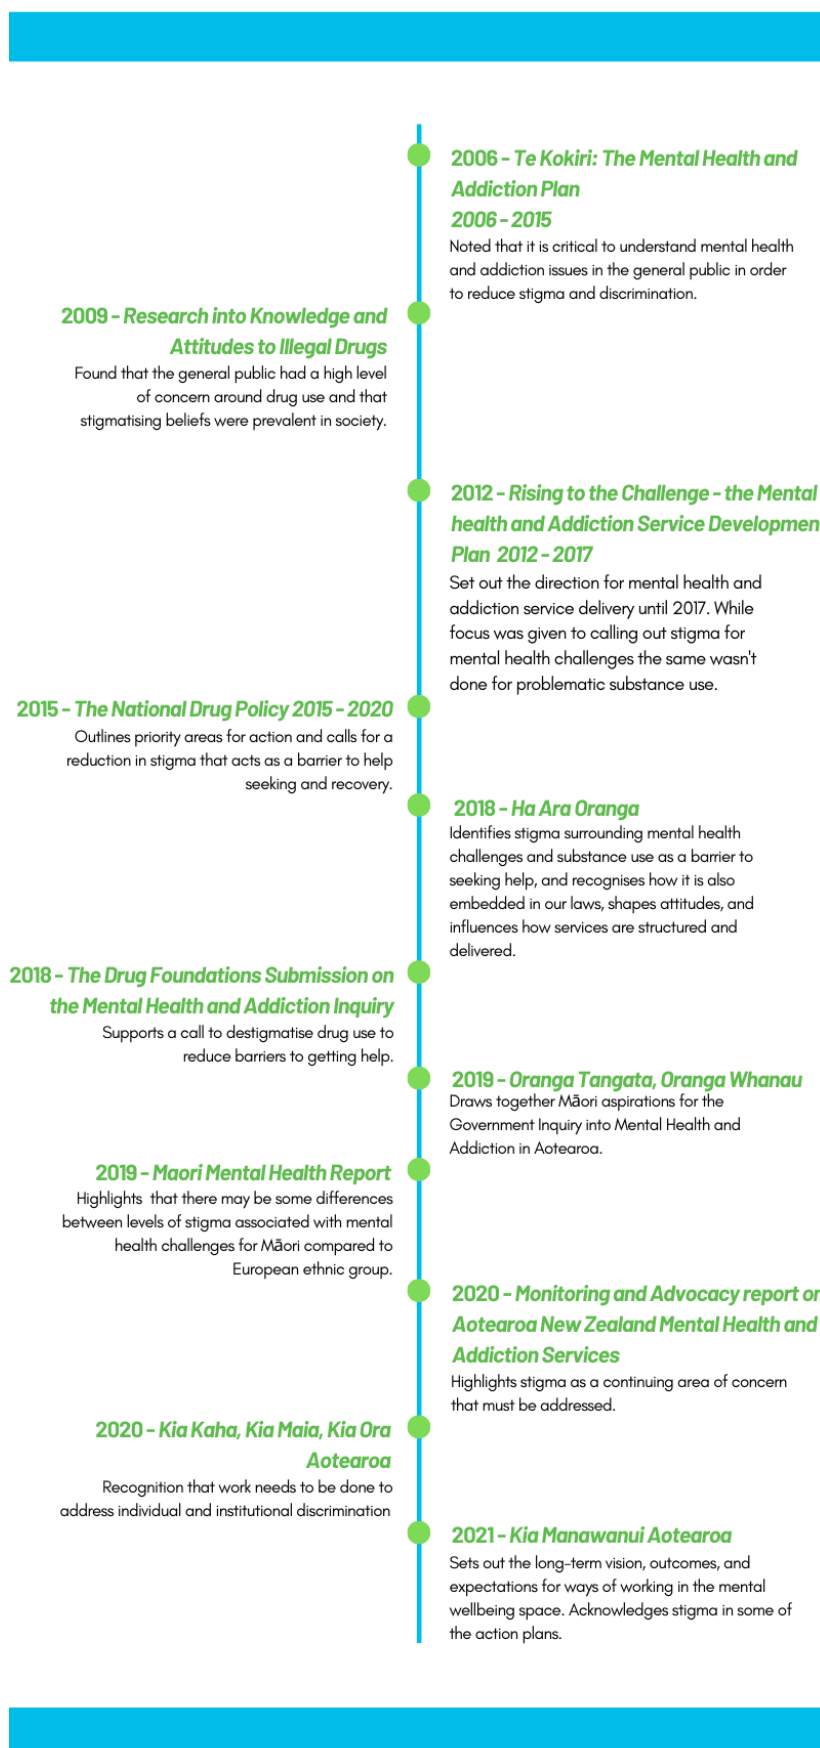 2006 - Te Kokiri: The Mental Health and
Addiction Plan
2006 - 2015
Noted that it is critical to understand mental health
and addiction issues in the general public in order
to reduce stigma and discrimination.
2009 - Research into Knowledge and
Attitudes to Illegal Drugs
Found that the general public had a high level
of concern around drug use and that
stigmatising beliefs were prevalent in society.
2012 - Rising to the Challenge - the Mental
health and Addiction Service Developmen
Plan 2012 - 2017
Set out the direction for mental health and
addiction service delivery until 2017. While
focus was given to calling out stigma for
mental health challenges the same wasn't
done for problematic substance use.
2015 - The National Drug Policy 2015 - 2020
Outlines priority areas for action and calls for a
reduction in stigma that acts as a barrier to help
seeking and recovery.
2018 - Ha Ara Oranga
Identifies stigma surrounding mental health
challenges and substance use as a barrier to
seeking help, and recognises how it is also
embedded in our laws, shapes attitudes, and
influences how services are structured and
delivered.
2018 - The Drug Foundations Submission on
the Mental Health and Addiction Inquiry
Supports a call to destigmatise drug use to
reduce barriers to getting help.
2019 - Oranga Tangata, Oranga Whanau
Draws together Māori aspirations for the
Government Inquiry into Mental Health and
Addiction in Aotearoa.
2019 - Maori Mental Health Report
Highlights that there may be some differences
between levels of stigma associated with mental
health challenges for Māori compared to
European ethnic group.
2020 - Monitoring and Advocacy report on
Aotearoa New Zealand Mental Health and
Addiction Services
Highlights stigma as a continuing area of concern
that must be addressed.
2020 - Kia Kaha, Kia Maia, Kia Ora
Aotearoa
Recognition that work needs to be done to
address individual and institutional discrimination
2021 - Kia Manawanui Aotearoa
Sets out the long-term vision, outcomes, and
expectations for ways of working in the mental
wellbeing space. Acknowledges stigma in some of
the action plans.